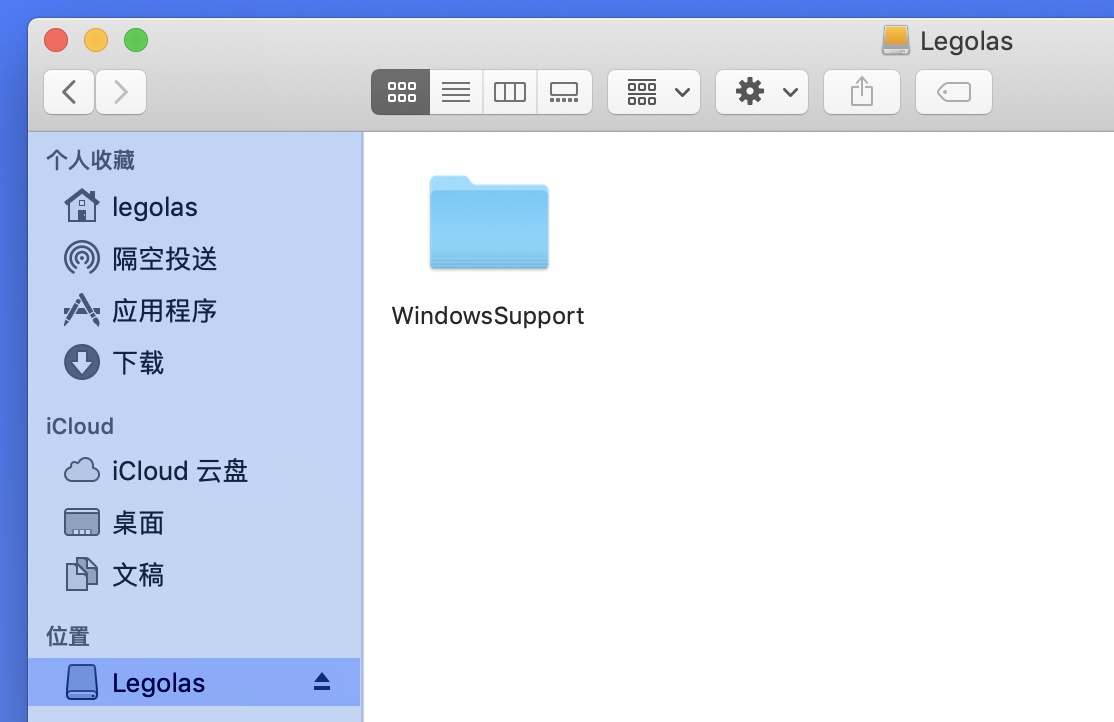 Legolas
个人收藏
legolas
隔空投送
应用程序
下载
iCloud
iCloud 云盘
桌面
文稿
位置
Legolas
WindowsSupport